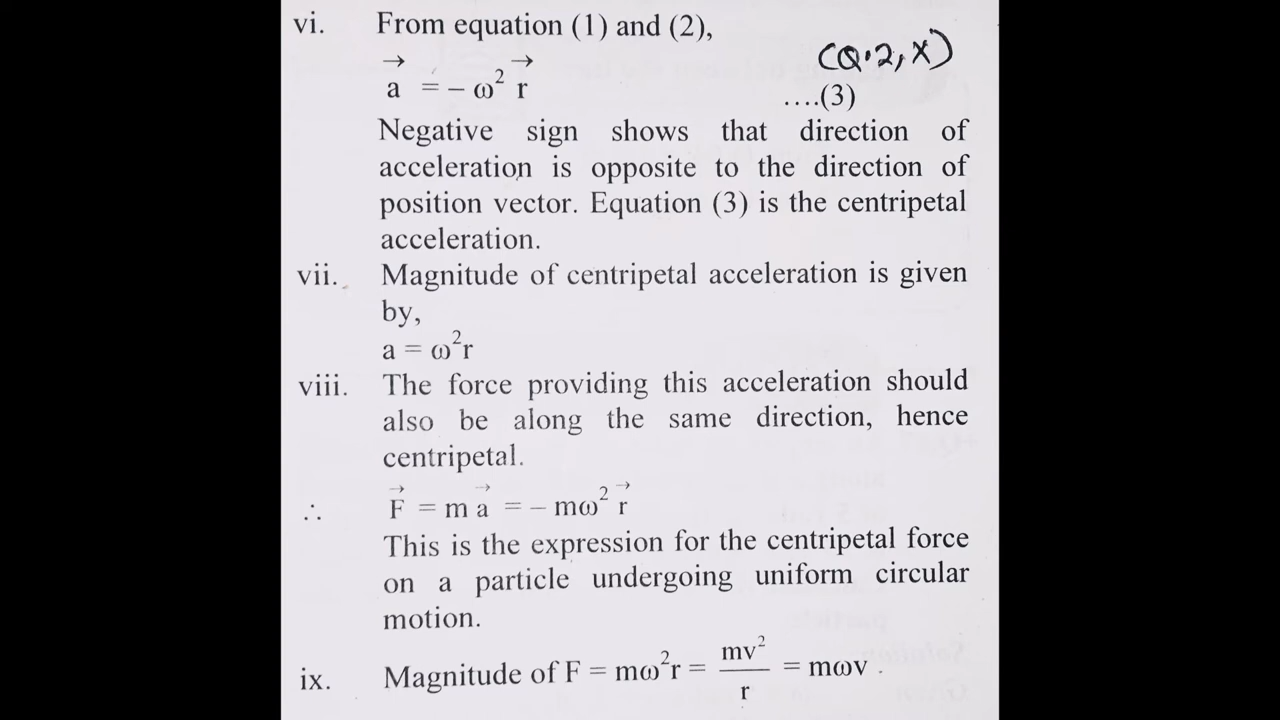 vi. From equation (1) and (2),
(Q.2, X)
→a = – ω² →r ....(3)
Negative sign shows that direction of
acceleration is opposite to the direction of
position vector. Equation (3) is the centripetal
acceleration.
vii. Magnitude of centripetal acceleration is given
by,
a = ω²r
viii. The force providing this acceleration should
also be along the same direction, hence
centripetal.
∴ →F = m →a = – mω² →r
This is the expression for the centripetal force
on a particle undergoing uniform circular
motion.
ix. Magnitude of F = mω²r = mv²/r = mωv